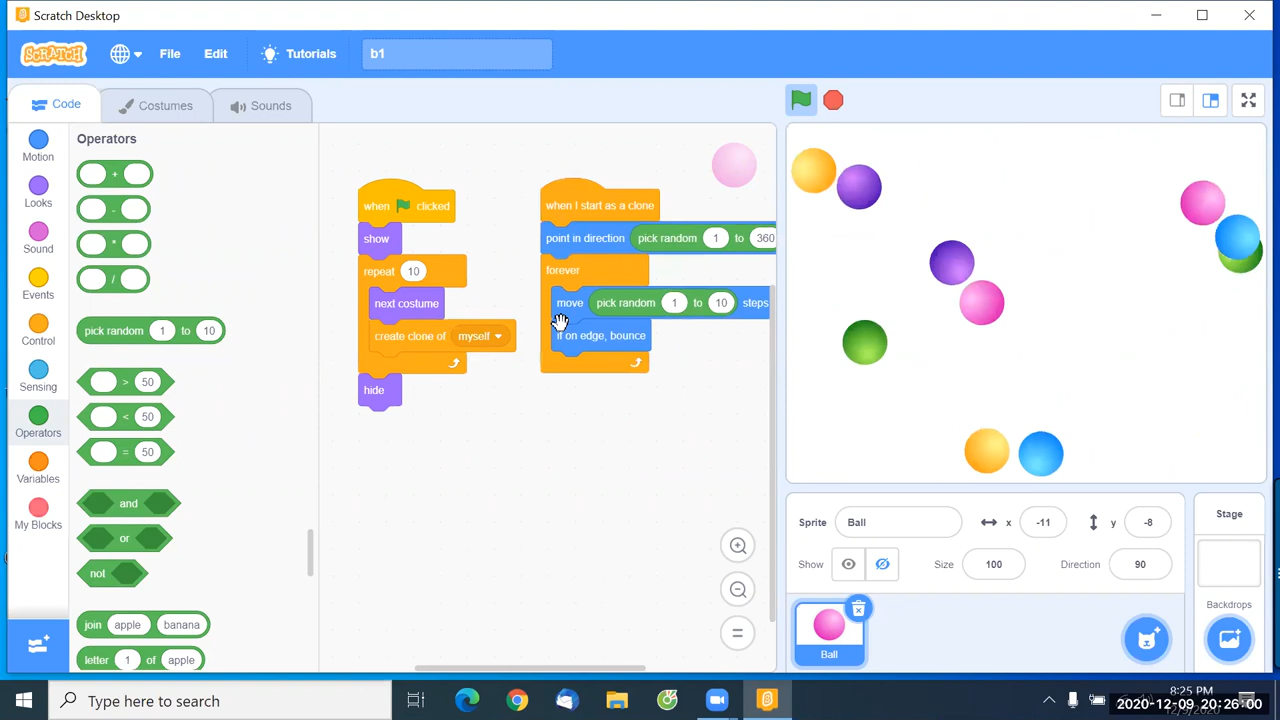 Scratch Desktop
SCRATCH
File
Edit
Tutorials
b1
Code
Costumes
Sounds
Motion
Looks
Sound
Events
Control
Sensing
Operators
Variables
My Blocks
Operators
+
-
*
/
pick random 1 to 10
> 50
< 50
= 50
and
or
not
join apple banana
letter 1 of apple
when clicked
show
repeat 10
next costume
create clone of myself
hide
when I start as a clone
point in direction pick random 1 to 360
forever
move pick random 1 to 10 steps
if on edge, bounce
Sprite Ball x -11 y -8
Show Size 100 Direction 90
Ball
Stage
Backdrops
Type here to search
8:25 PM
2020-12-09 20:26:00